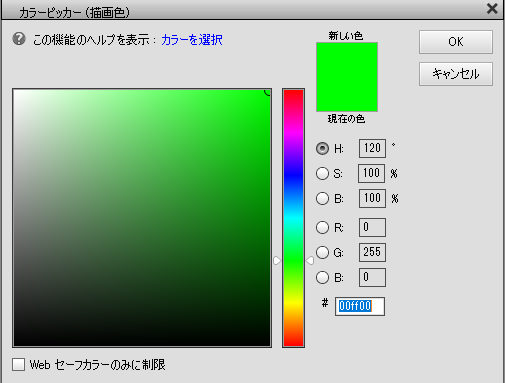 カラーピッカー (描画色)
この機能のヘルプを表示 : カラーを選択
新しい色
現在の色
OK
キャンセル
H: 120 °
S: 100 %
B: 100 %
R: 0
G: 255
B: 0
# 00ff00
Web セーフカラーのみに制限